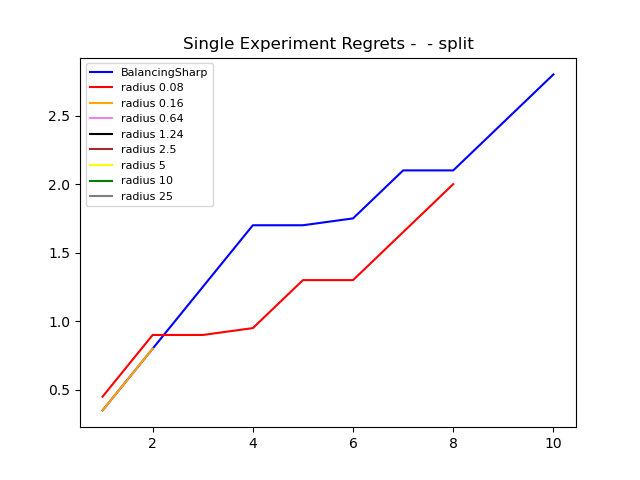 Single Experiment Regrets -  - split
BalancingSharp
radius 0.08
radius 0.16
radius 0.64
radius 1.24
radius 2.5
radius 5
radius 10
radius 25
2.5
2.0
1.5
1.0
0.5
2 4 6 8 10